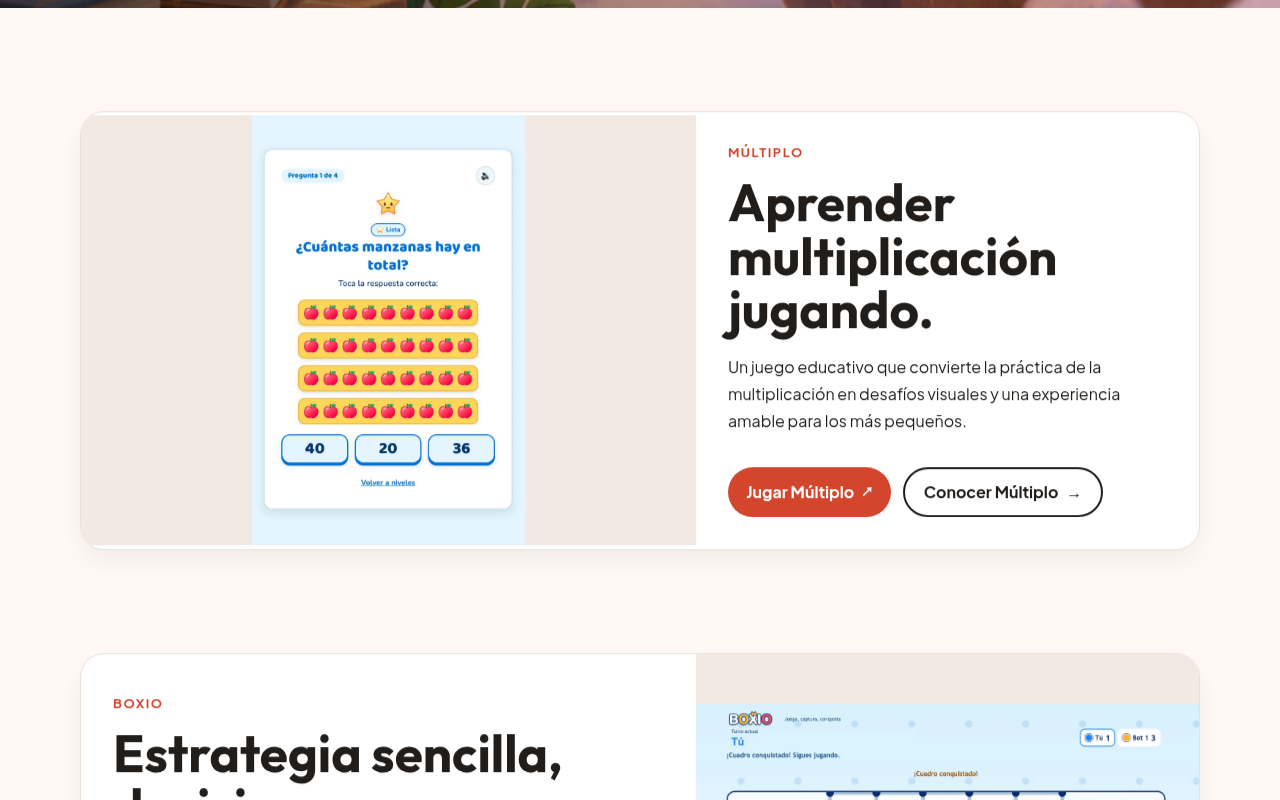 Pregunta 1 de 4
Lista
¿Cuántas manzanas hay en
total?
Toca la respuesta correcta:
40
20
36
Volver a niveles
MÚLTIPLO
Aprender
multiplicación
jugando.
Un juego educativo que convierte la práctica de la
multiplicación en desafíos visuales y una experiencia
amable para los más pequeños.
Jugar Múltiplo ↗
Conocer Múltiplo →
BOXIO
Estrategia sencilla,
BOXIO
Juega, captura, conquista
Turno actual
Tú
¡Cuadro conquistado! Sigues jugando.
Tú 1
Bot 1 3
¡Cuadro conquistado!